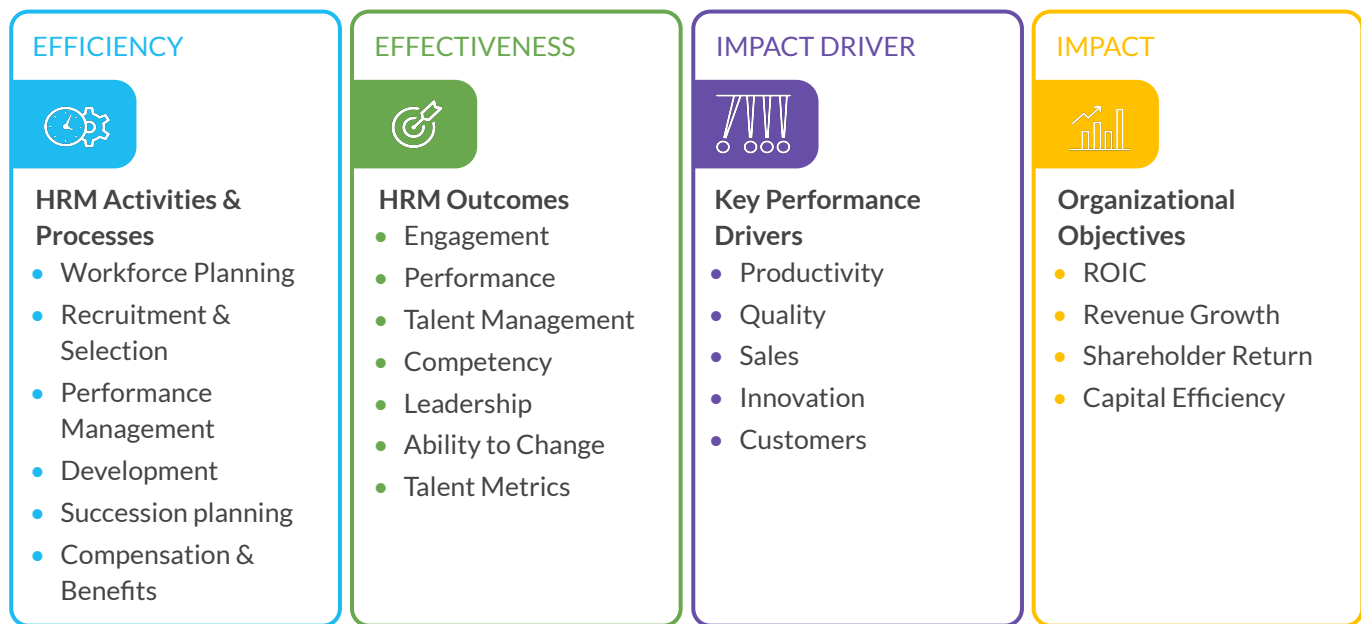 EFFICIENCY
HRM Activities &
Processes
• Workforce Planning
• Recruitment &
Selection
• Performance
Management
• Development
• Succession planning
• Compensation &
Benefits
EFFECTIVENESS
HRM Outcomes
• Engagement
• Performance
• Talent Management
• Competency
• Leadership
• Ability to Change
• Talent Metrics
IMPACT DRIVER
Key Performance
Drivers
• Productivity
• Quality
• Sales
• Innovation
• Customers
IMPACT
Organizational
Objectives
• ROIC
• Revenue Growth
• Shareholder Return
• Capital Efficiency